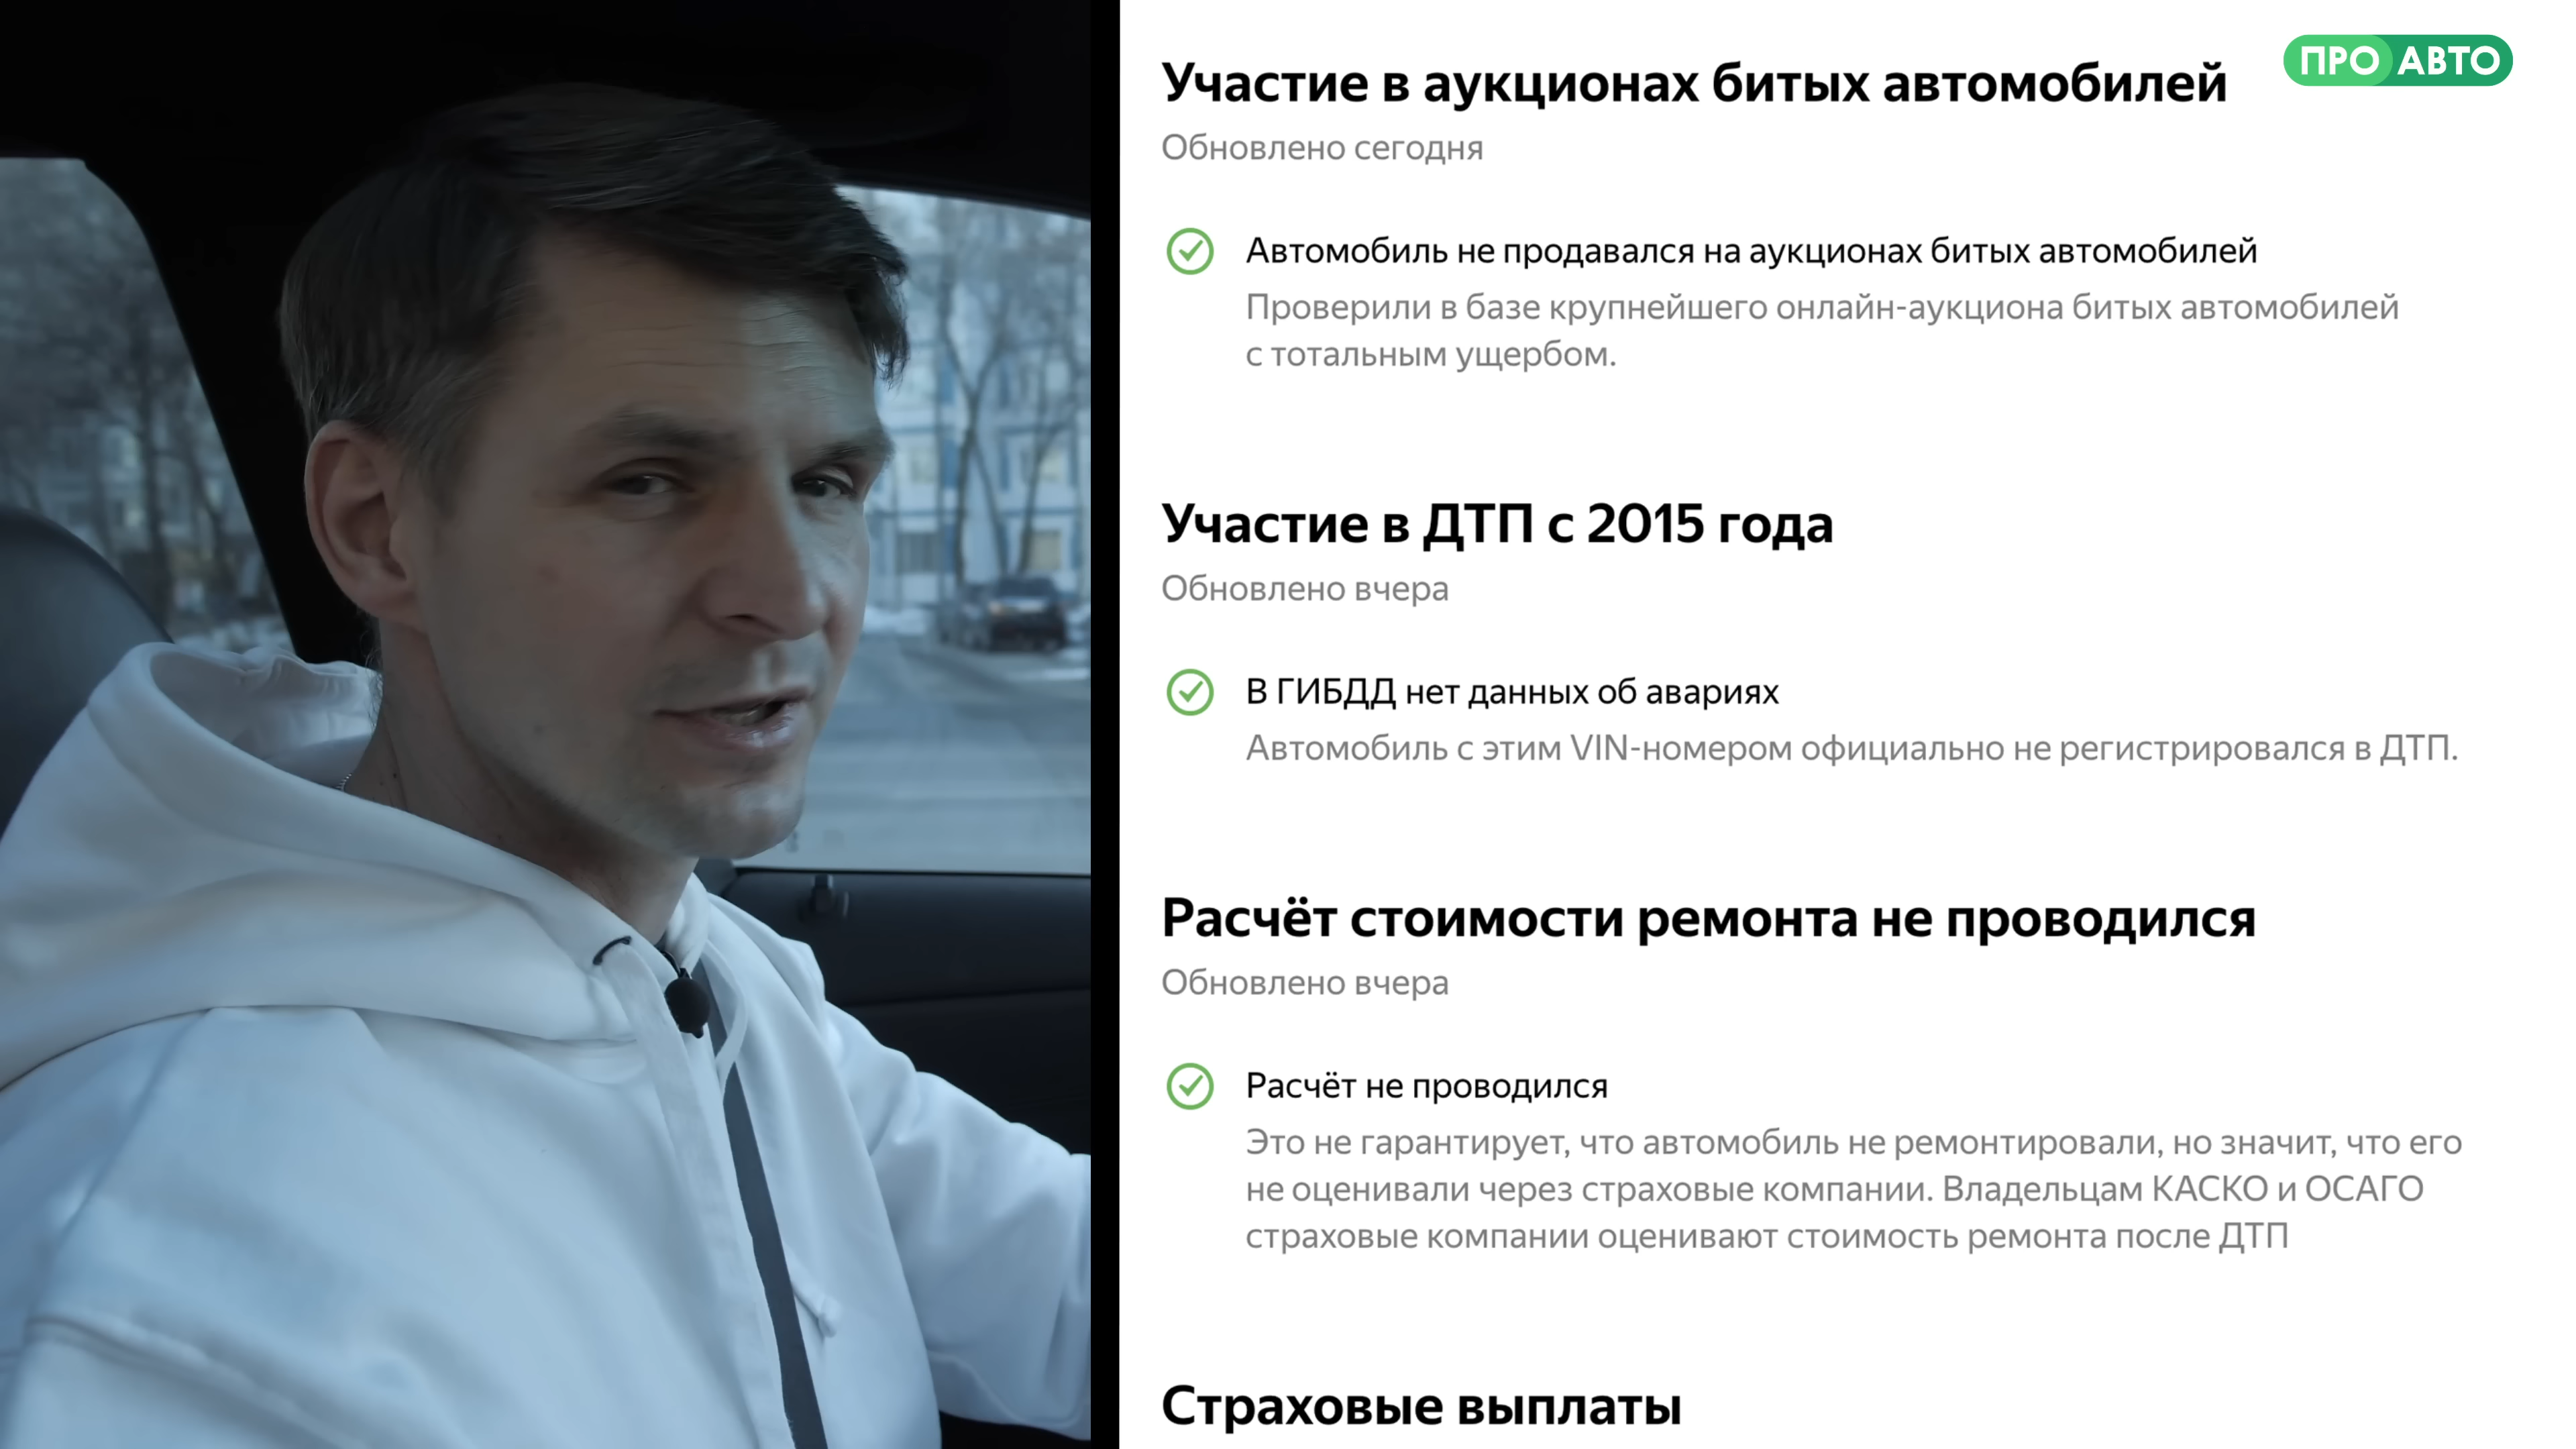 ПРО АВТО
Участие в аукционах битых автомобилей
Обновлено сегодня
Автомобиль не продавался на аукционах битых автомобилей
Проверили в базе крупнейшего онлайн-аукциона битых автомобилей
с тотальным ущербом.
Участие в ДТП с 2015 года
Обновлено вчера
В ГИБДД нет данных об авариях
Автомобиль с этим VIN-номером официально не регистрировался в ДТП.
Расчёт стоимости ремонта не проводился
Обновлено вчера
Расчёт не проводился
Это не гарантирует, что автомобиль не ремонтировали, но значит, что его
не оценивали через страховые компании. Владельцам КАСКО и ОСАГО
страховые компании оценивают стоимость ремонта после ДТП
Страховые выплаты